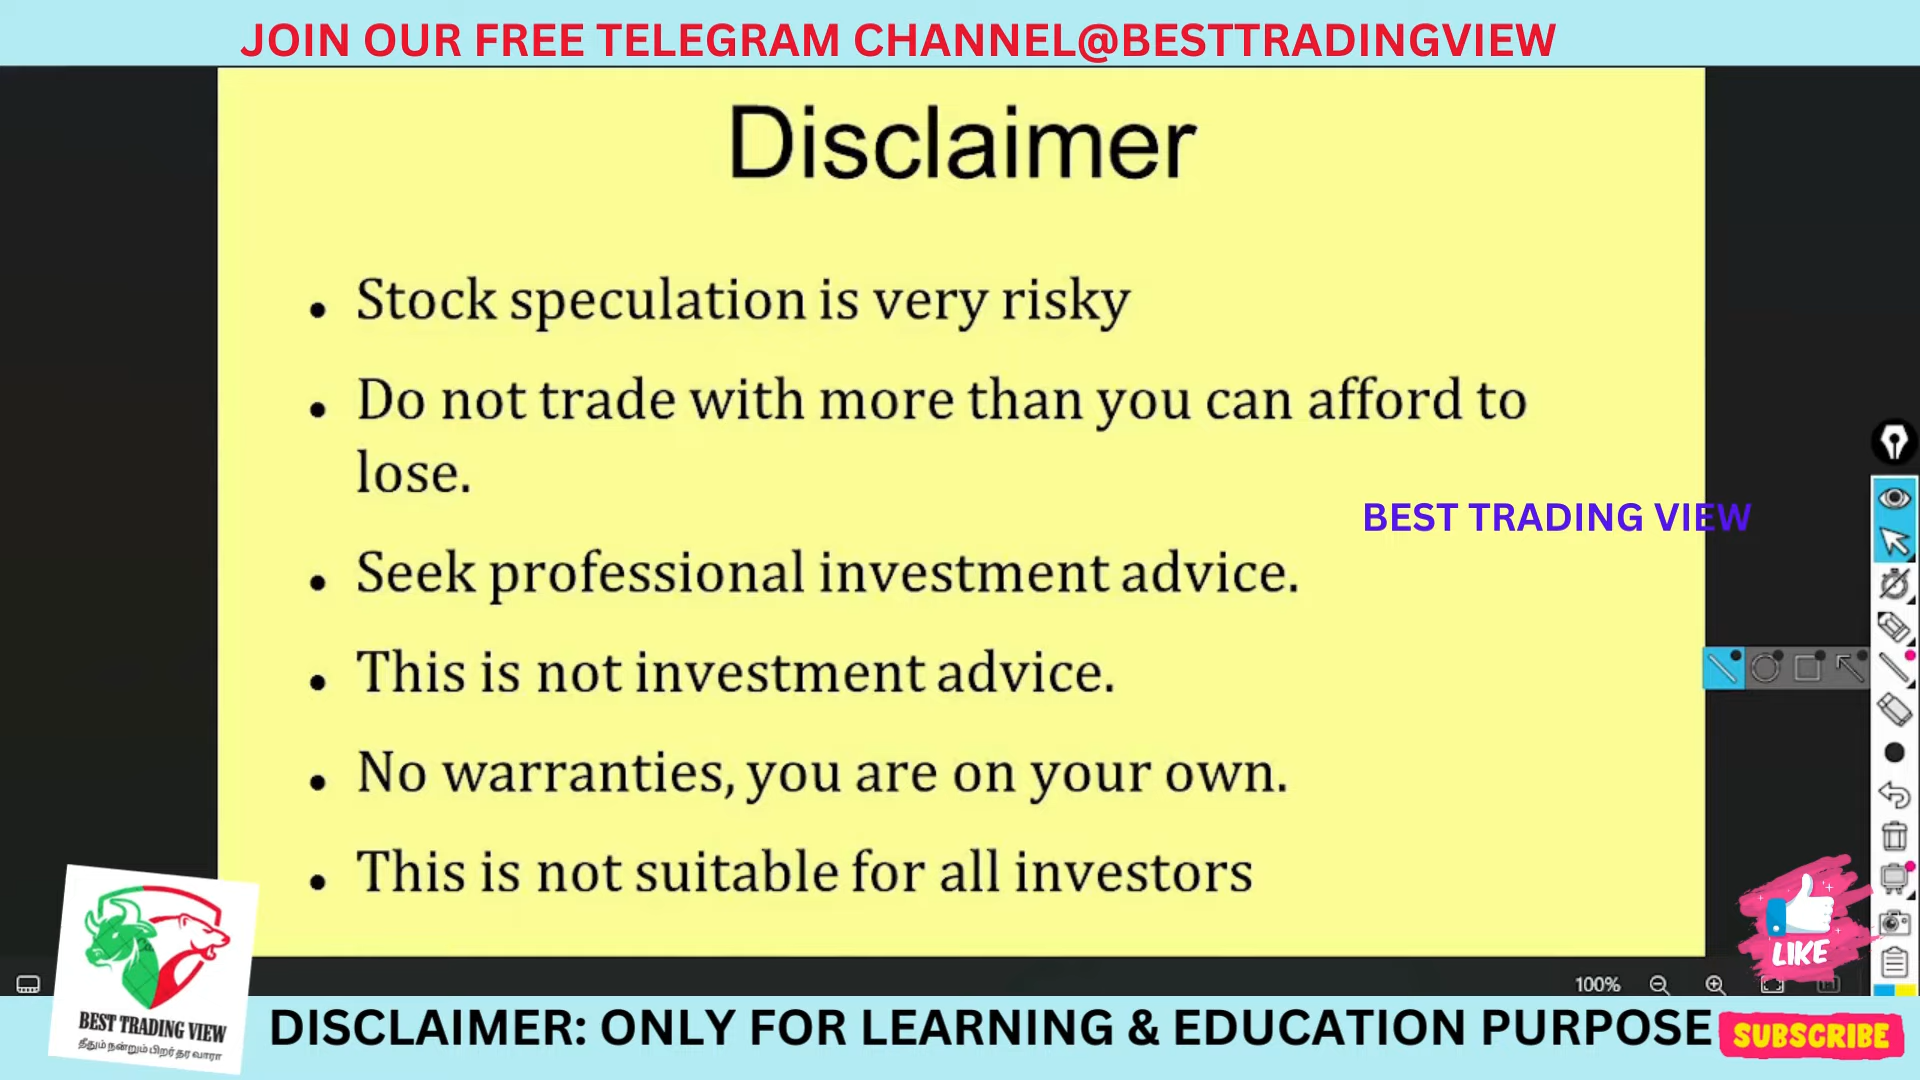 JOIN OUR FREE TELEGRAM CHANNEL@BESTTRADINGVIEW
Disclaimer
• Stock speculation is very risky
• Do not trade with more than you can afford to
lose.
BEST TRADING VIEW
• Seek professional investment advice.
• This is not investment advice.
• No warranties, you are on your own.
• This is not suitable for all investors
LIKE
100%
BEST TRADING VIEW
தீதும் நன்றும் பிறர் தர வாரா
DISCLAIMER: ONLY FOR LEARNING & EDUCATION PURPOSE
SUBSCRIBE